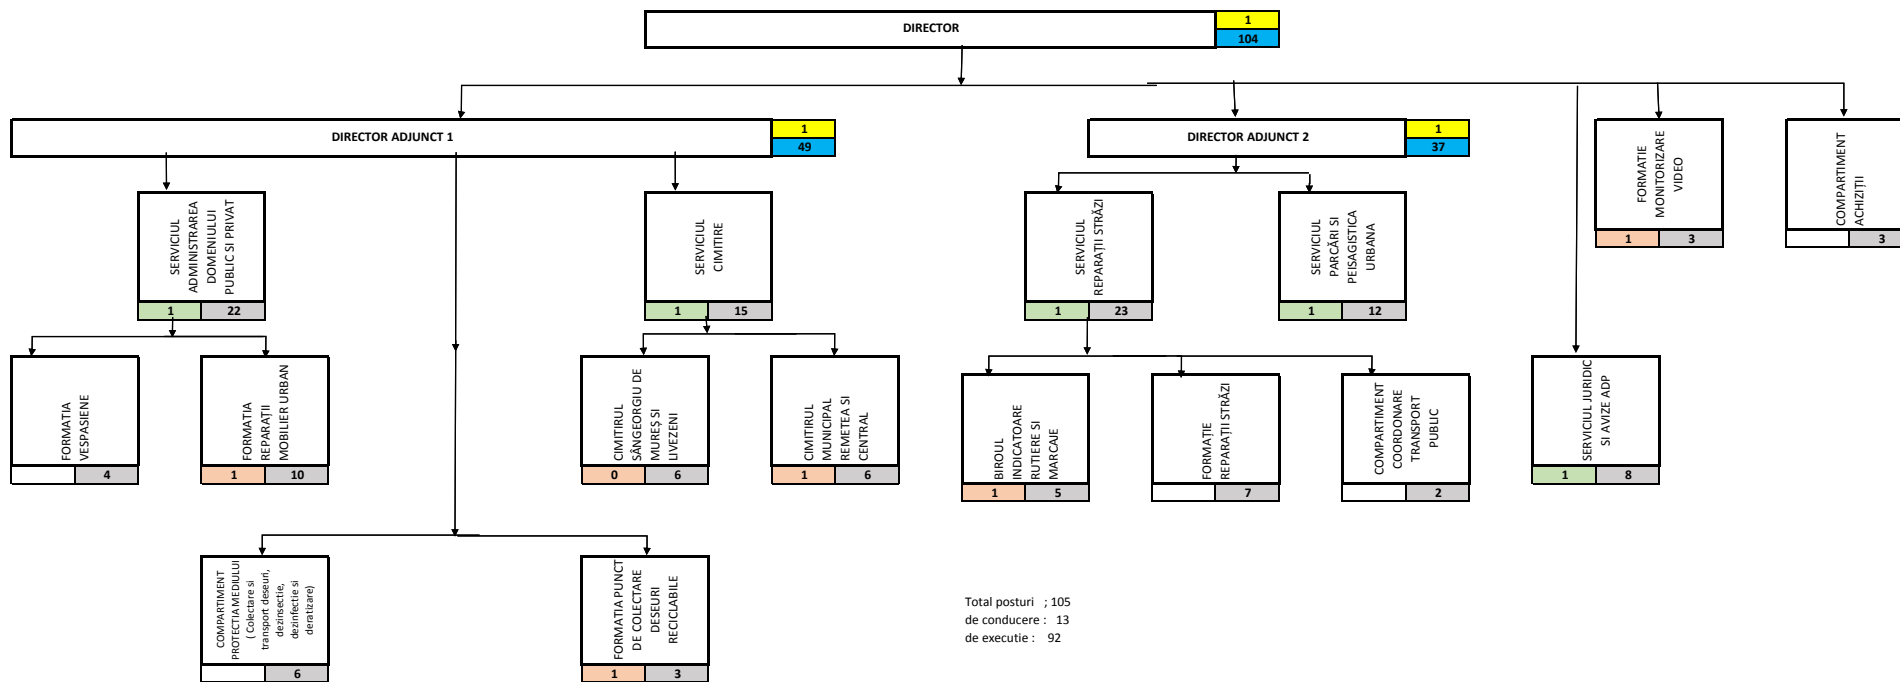 DIRECTOR
1
104
DIRECTOR ADJUNCT 1
1
49
DIRECTOR ADJUNCT 2
1
37
FORMATIE
MONITORIZARE
VIDEO
1 3
COMPARTIMENT
ACHIZIȚII
3
SERVICIUL
ADMINISTRAREA
DOMENIULUI
PUBLIC SI PRIVAT
1 22
SERVICIUL
CIMITIRE
1 15
SERVICIUL
REPARAȚII STRĂZI
1 23
SERVICIUL
PARCĂRI SI
PEISAGISTICA
URBANA
1 12
FORMATIA
VESPASIENE
4
FORMATIA
REPARAȚII
MOBILIER URBAN
1 10
CIMITIRUL
SÂNGEORGIU DE
MUREȘ SI
LIVEZENI
0 6
CIMITIRUL
MUNICIPAL
REMETEA SI
CENTRAL
1 6
BIROUL
INDICATOARE
RUTIERE SI
MARCAJE
1 5
FORMAȚIE
REPARAȚII STRĂZI
7
COMPARTIMENT
COORDONARE
TRANSPORT
PUBLIC
2
SERVICIUL JURIDIC
SI AVIZE ADP
1 8
COMPARTIMENT
PROTECTIA MEDIULUI
( Colectare si
transport deseuri,
dezinsectie,
dezinfectie si
deratizare)
6
FORMATIA PUNCT
DE COLECTARE
DESEURI
RECICLABILE
1 3
Total posturi ; 105
de conducere : 13
de executie : 92